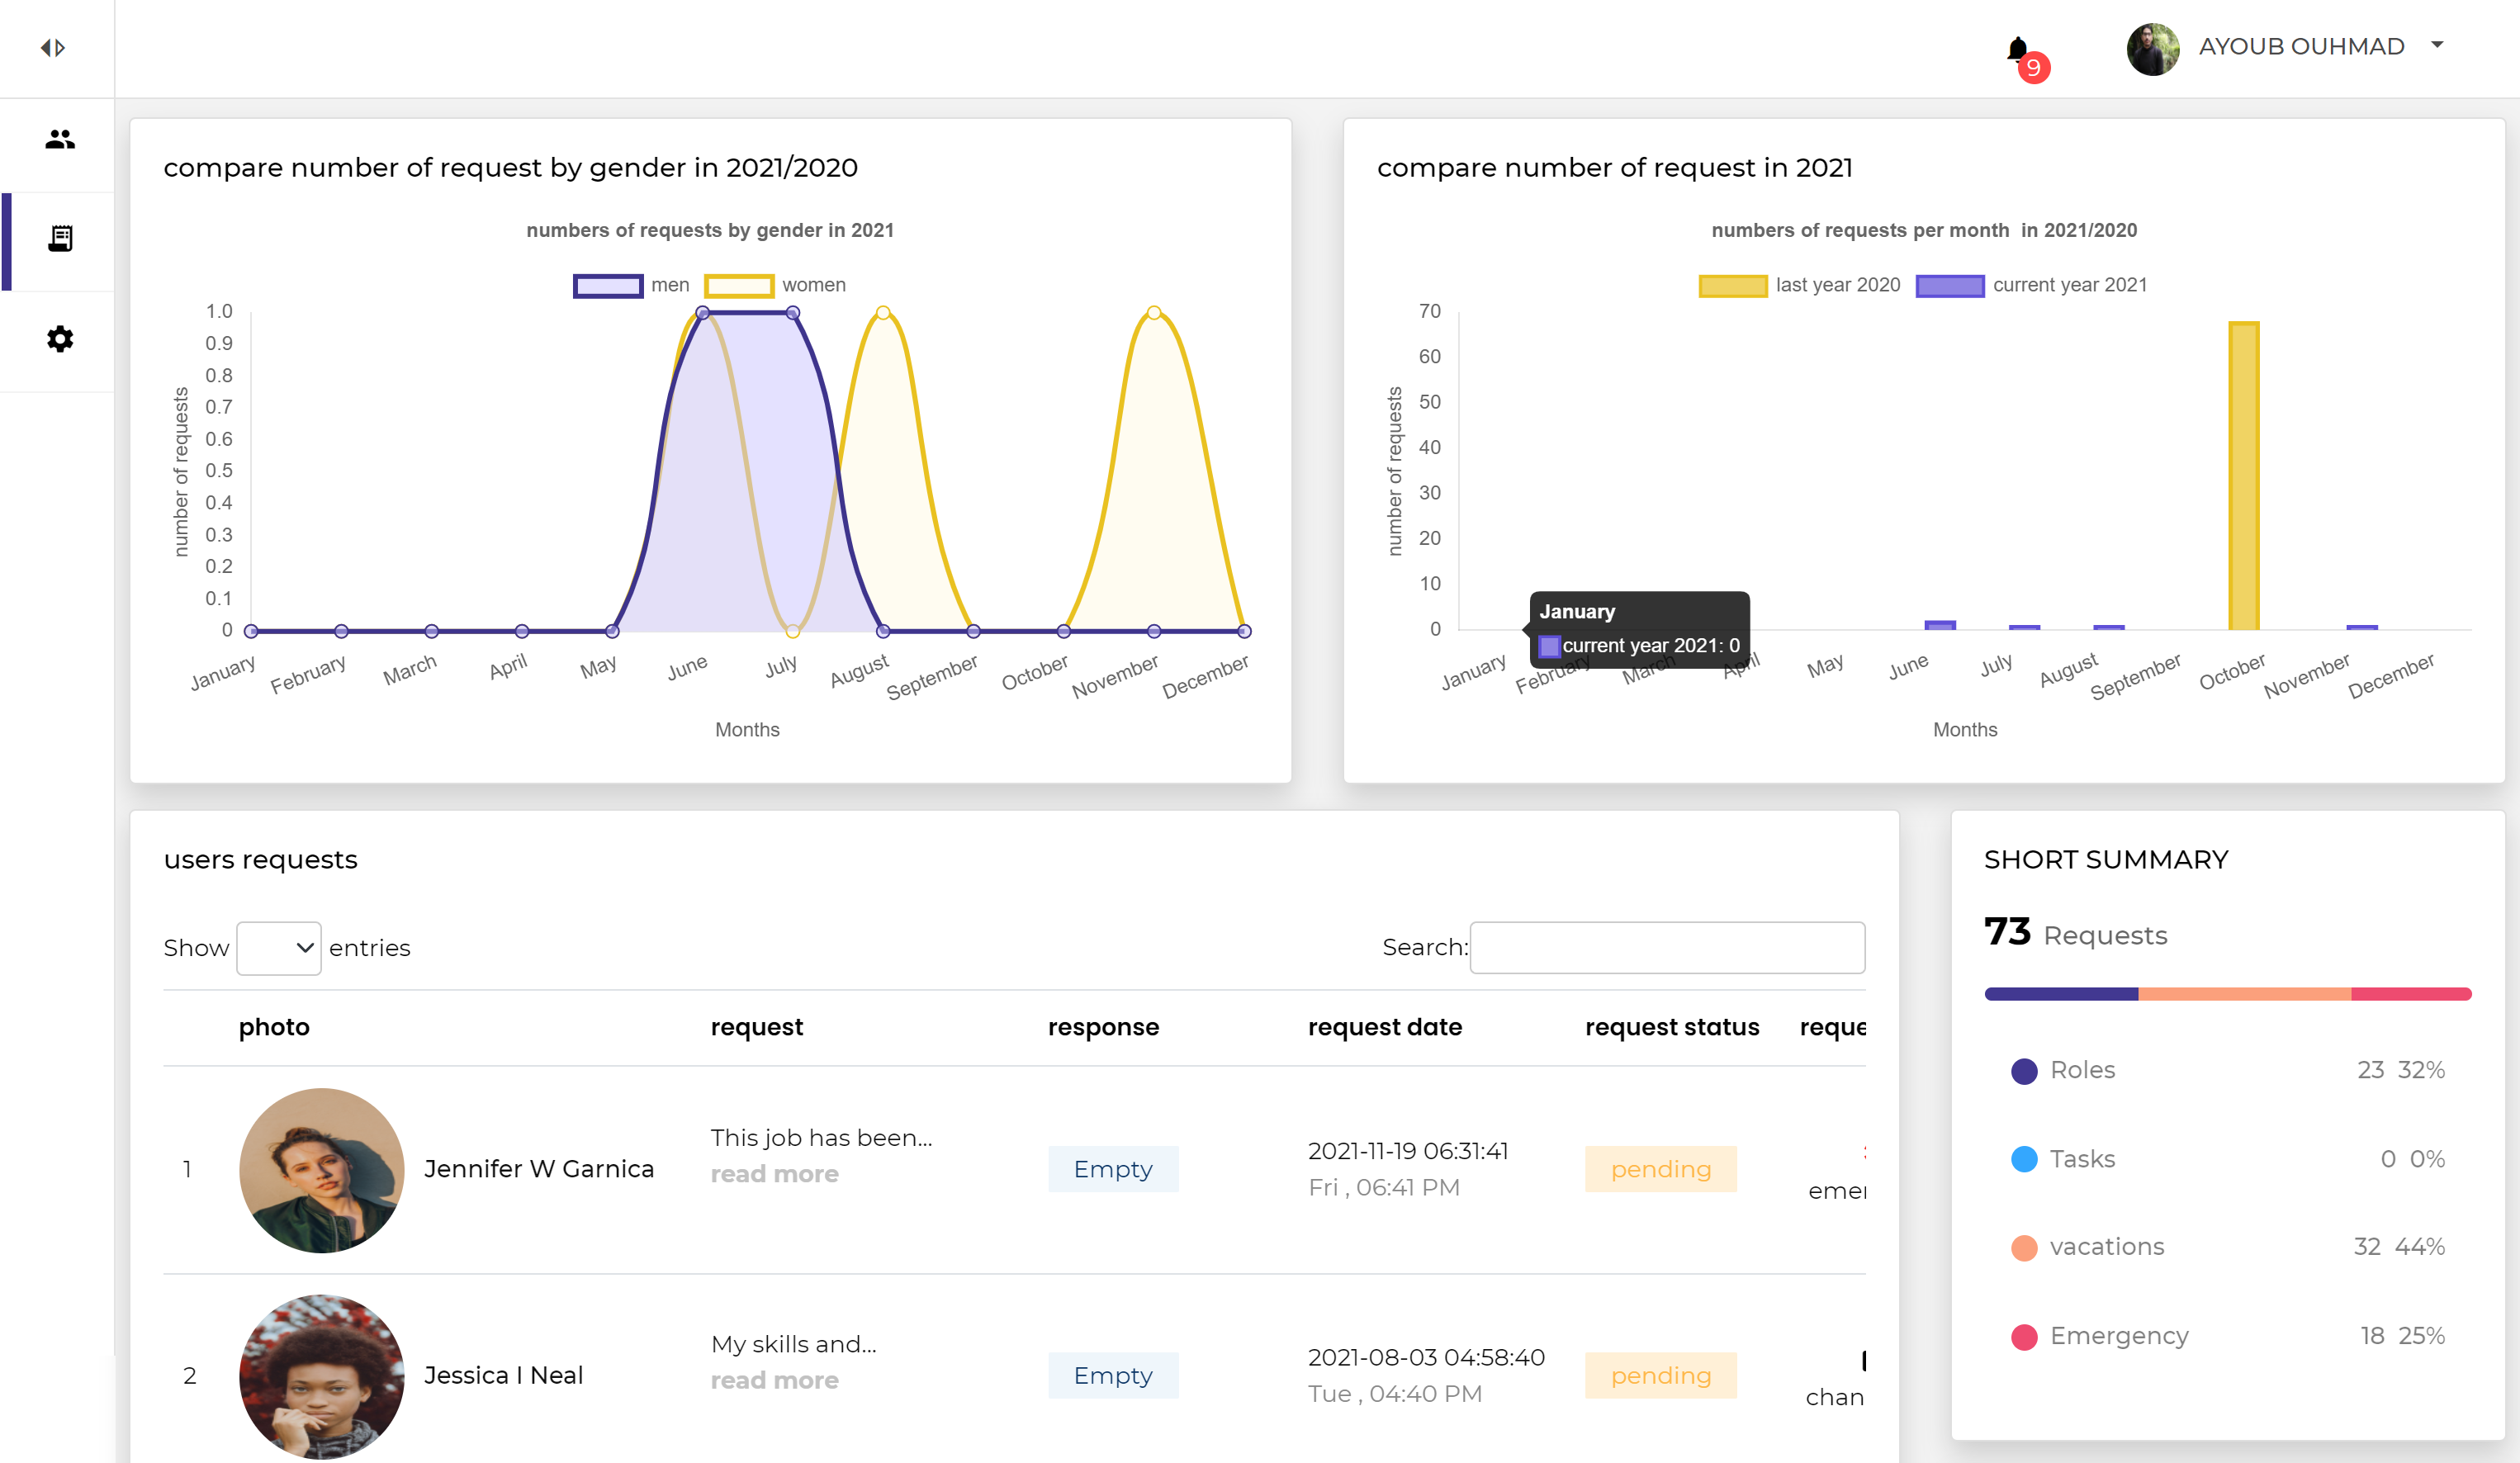 9
AYOUB OUHMAD
compare number of request by gender in 2021/2020
numbers of requests by gender in 2021
men women
1.0
0.9
0.8
0.7
0.6
0.5
0.4
0.3
0.2
0.1
0
number of requests
January February March April May June July August September October November December
Months
compare number of request in 2021
numbers of requests per month in 2021/2020
last year 2020 current year 2021
70
60
50
40
30
20
10
0
number of requests
January
current year 2021: 0
January February March April May June July August September October November December
Months
users requests
Show entries
Search:
photo request response request date request status reque
1 Jennifer W Garnica
This job has been...
read more
Empty
2021-11-19 06:31:41
Fri , 06:41 PM
pending
emer
2 Jessica I Neal
My skills and...
read more
Empty
2021-08-03 04:58:40
Tue , 04:40 PM
pending
chan
SHORT SUMMARY
73 Requests
Roles 23 32%
Tasks 0 0%
vacations 32 44%
Emergency 18 25%